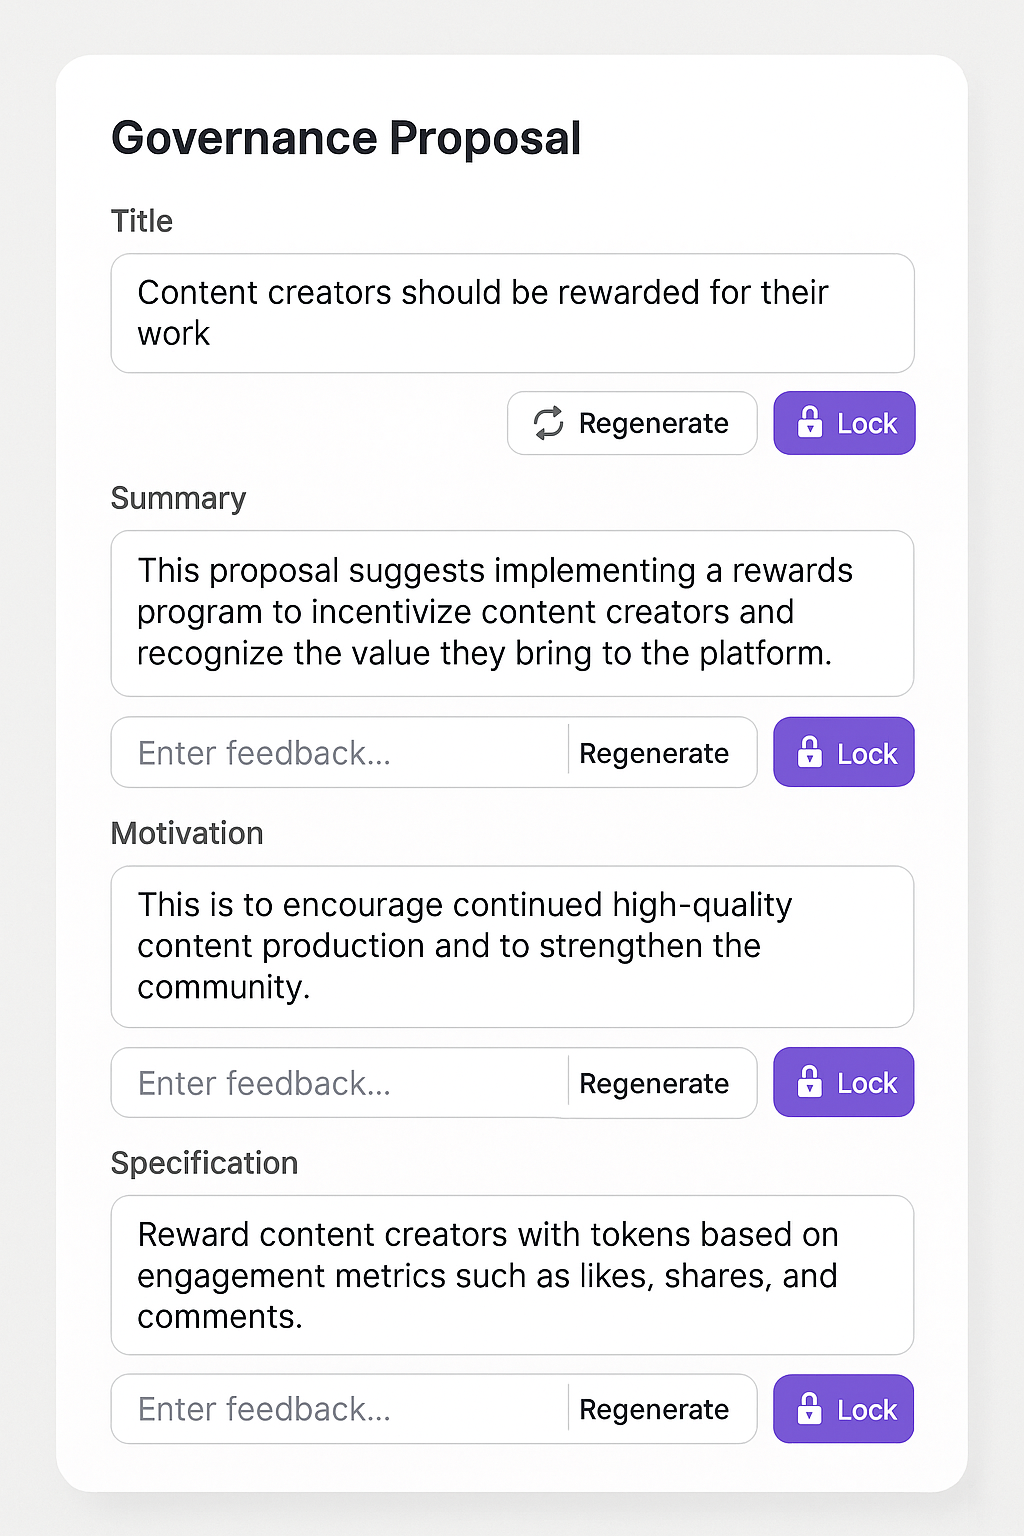 Governance Proposal
Title
Content creators should be rewarded for their
work
Regenerate Lock
Summary
This proposal suggests implementing a rewards
program to incentivize content creators and
recognize the value they bring to the platform.
Enter feedback... Regenerate Lock
Motivation
This is to encourage continued high-quality
content production and to strengthen the
community.
Enter feedback... Regenerate Lock
Specification
Reward content creators with tokens based on
engagement metrics such as likes, shares, and
comments.
Enter feedback... Regenerate Lock